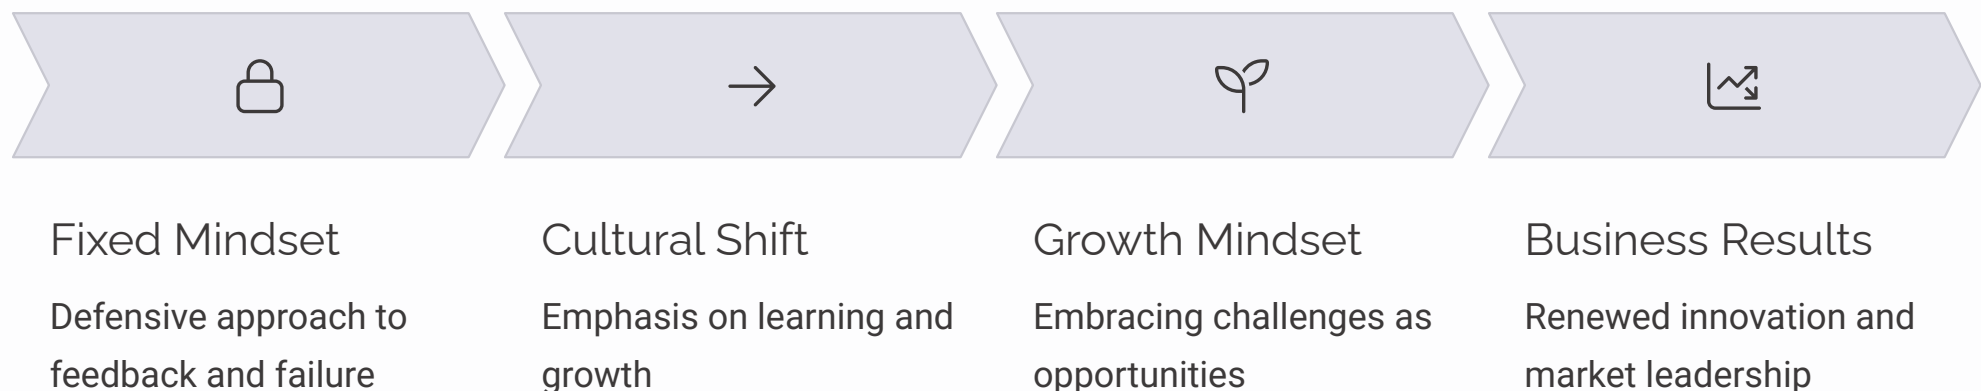 Fixed Mindset
Defensive approach to
feedback and failure
Cultural Shift
Emphasis on learning and
growth
Growth Mindset
Embracing challenges as
opportunities
Business Results
Renewed innovation and
market leadership